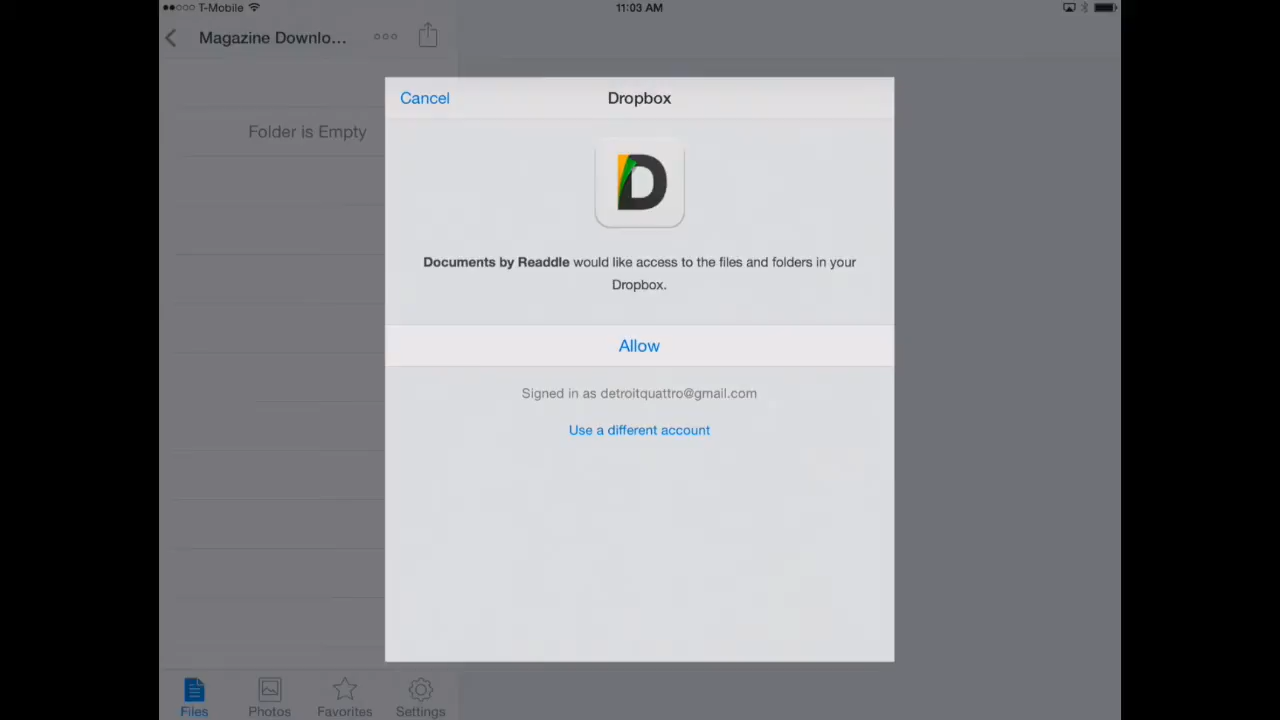 T-Mobile
11:03 AM
Magazine Downlo...
Folder is Empty
Cancel
Dropbox
D
Documents by Readdle would like access to the files and folders in your
Dropbox.
Allow
Signed in as detroitquattro@gmail.com
Use a different account
Files
Photos
Favorites
Settings